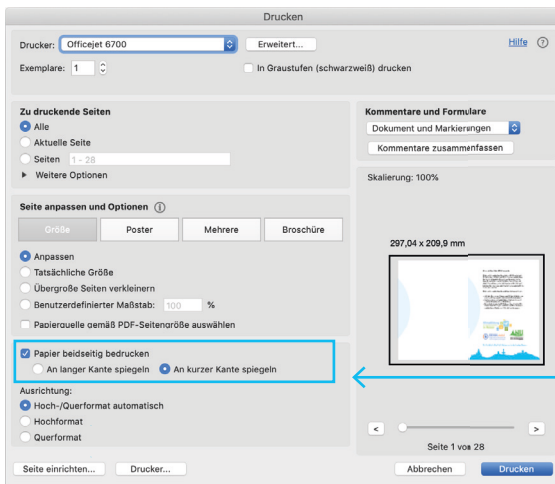 Drucken
Drucker: Officejet 6700 Erweitert... Hilfe ?
Exemplare: 1 In Graustufen (schwarzweiß) drucken
Zu druckende Seiten
Alle
Aktuelle Seite
Seiten 1 - 28
Weitere Optionen
Kommentare und Formulare
Dokument und Markierungen
Kommentare zusammenfassen
Skalierung: 100%
Seite anpassen und Optionen i
Größe Poster Mehrere Broschüre
Anpassen
Tatsächliche Größe
Übergroße Seiten verkleinern
Benutzerdefinierter Maßstab: 100 %
Papierquelle gemäß PDF-Seitengröße auswählen
297,04 x 209,9 mm
Papier beidseitig bedrucken
An langer Kante spiegeln An kurzer Kante spiegeln
Ausrichtung:
Hoch-/Querformat automatisch
Hochformat
Querformat
< >
Seite 1 von 28
Seite einrichten... Drucker... Abbrechen Drucken